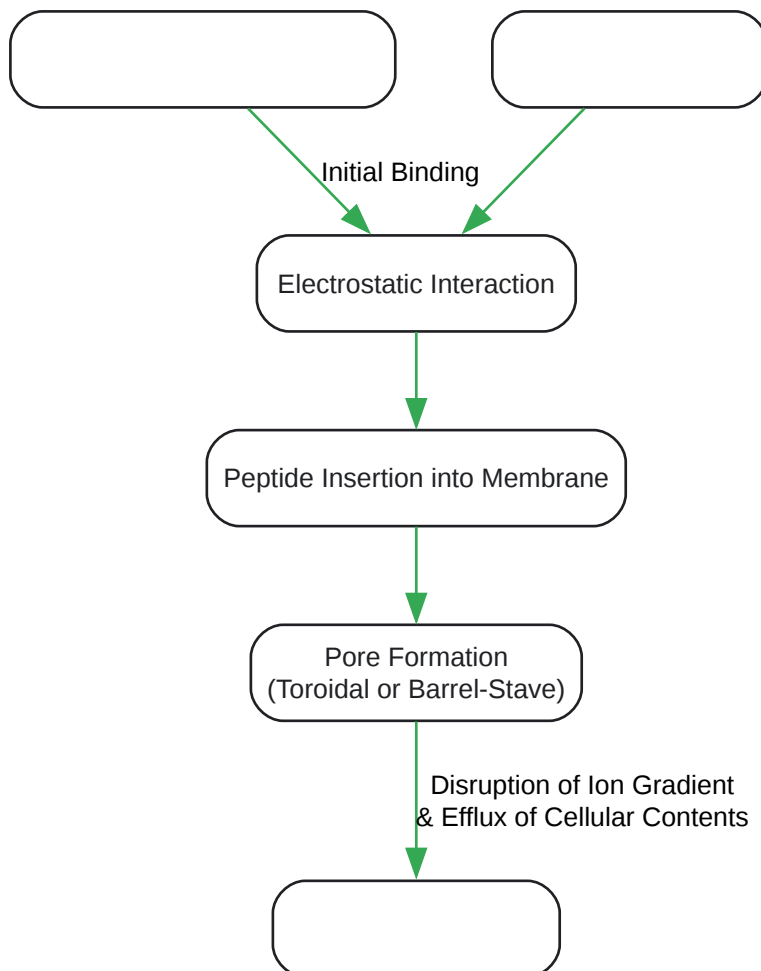 Initial Binding
Electrostatic Interaction
Peptide Insertion into Membrane
Pore Formation
(Toroidal or Barrel-Stave)
Disruption of Ion Gradient
& Efflux of Cellular Contents